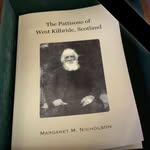 The Pattisons of
West Kilbride, Scotland
Margaret M. Nicholson